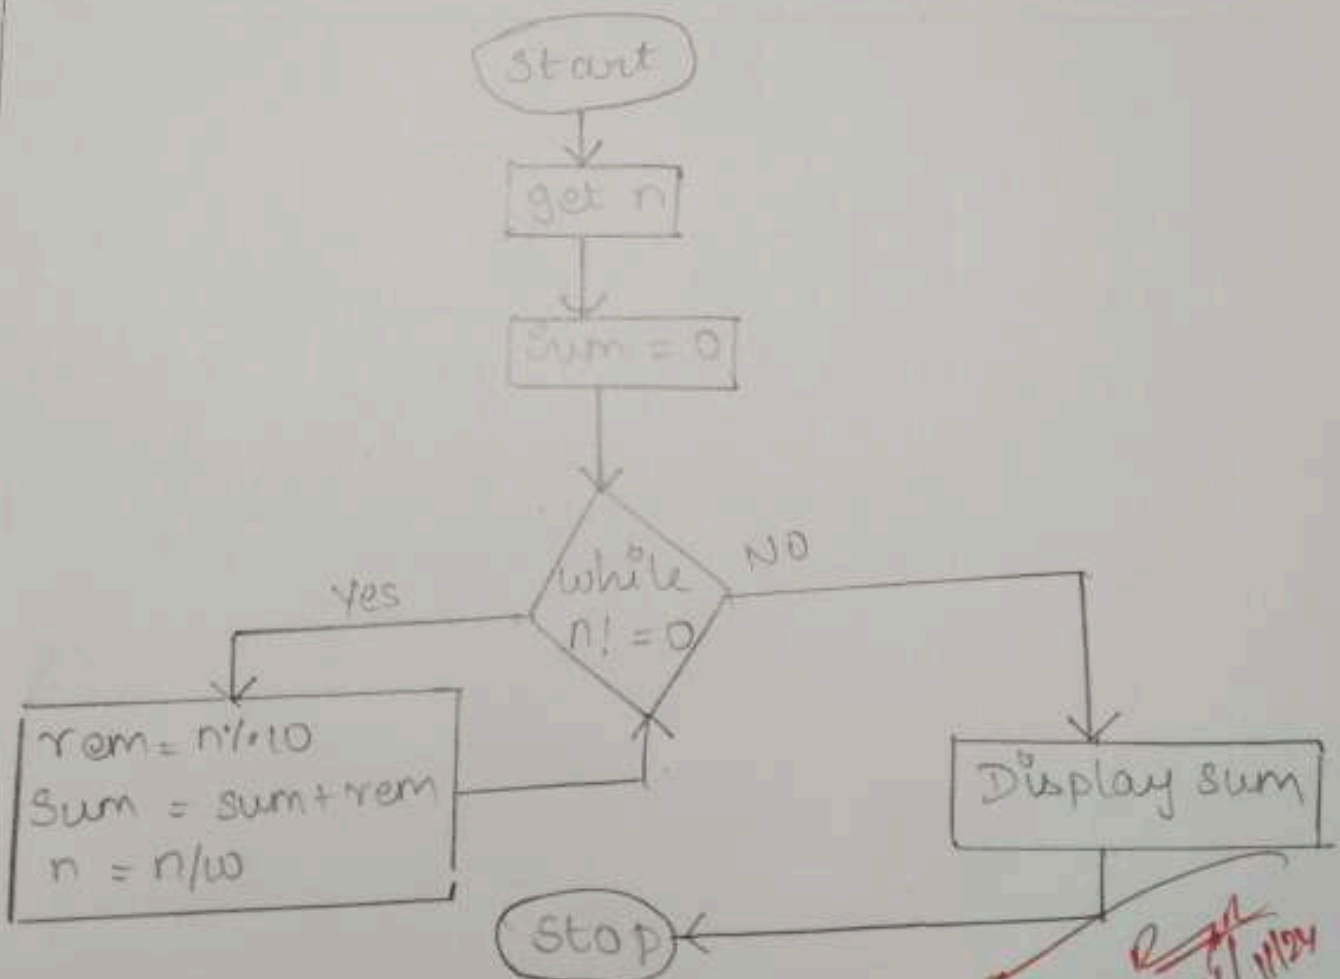 Start
get n
Sum = 0
while
n! = 0
Yes
NO
rem = n%10
Sum = sum+rem
n = n/10
Display sum
Stop